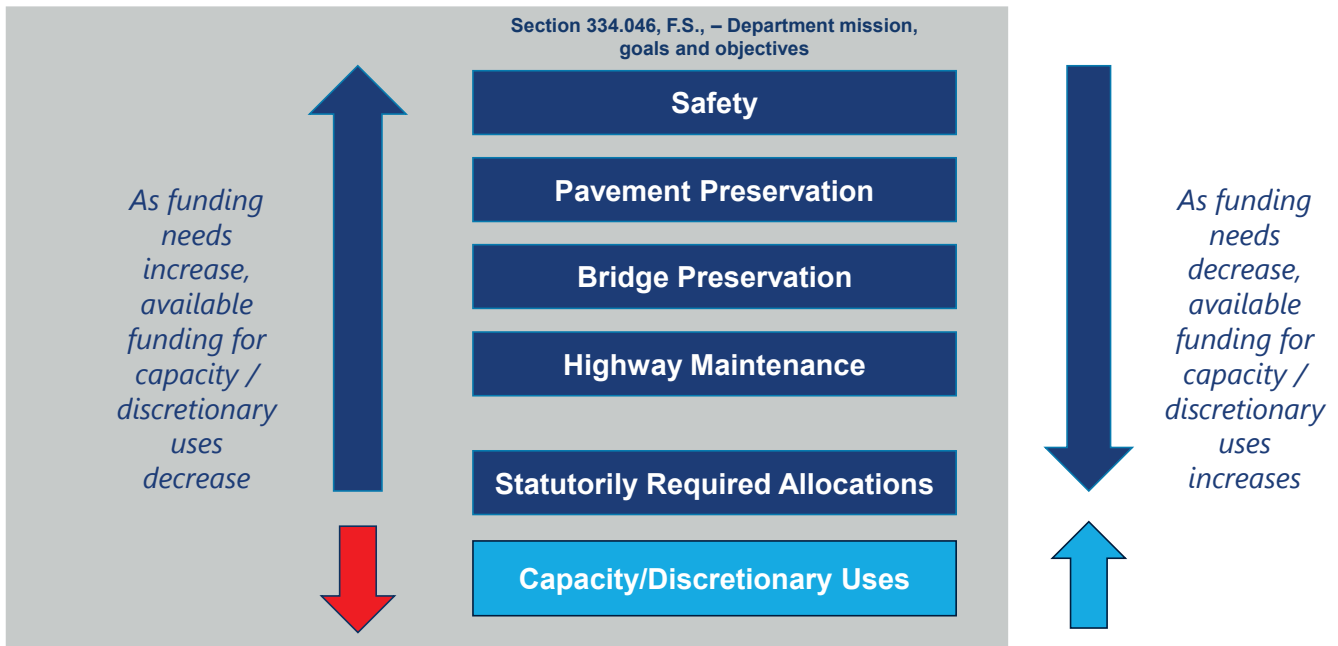 Section 334.046, F.S., – Department mission,
goals and objectives
Safety
Pavement Preservation
Bridge Preservation
Highway Maintenance
Statutorily Required Allocations
Capacity/Discretionary Uses
As funding
needs
increase,
available
funding for
capacity /
discretionary
uses
decrease
As funding
needs
decrease,
available
funding for
capacity /
discretionary
uses
increases